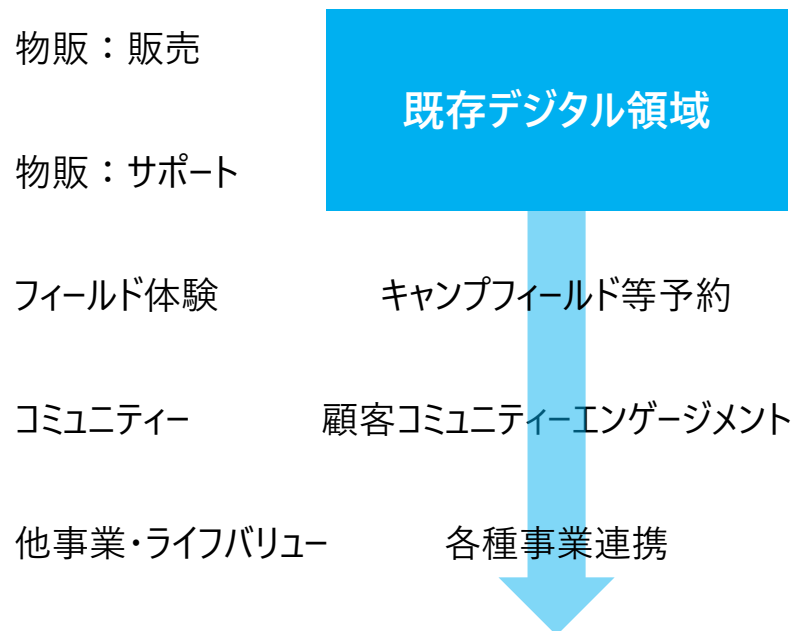 物販：販売
既存デジタル領域
物販：サポート
フィールド体験
キャンプフィールド等予約
コミュニティー
顧客コミュニティーエンゲージメント
他事業・ライフバリュー
各種事業連携